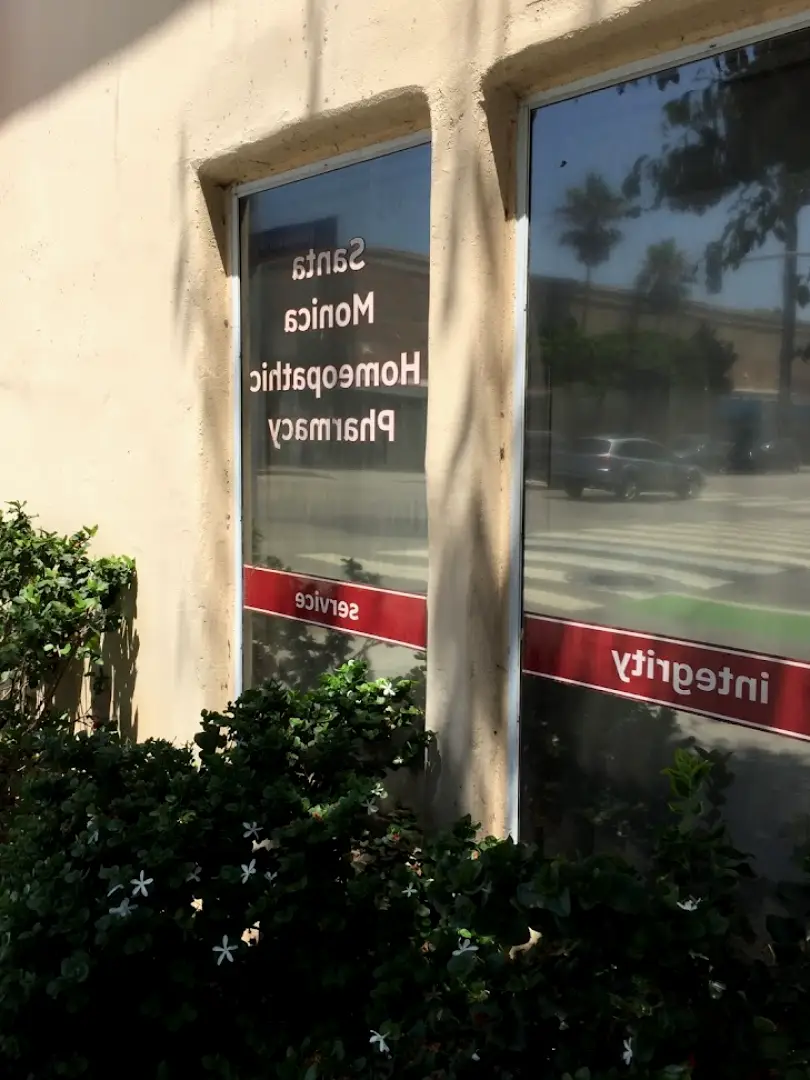 Santa
Monica
Homeopathic
Pharmacy
service
integrity